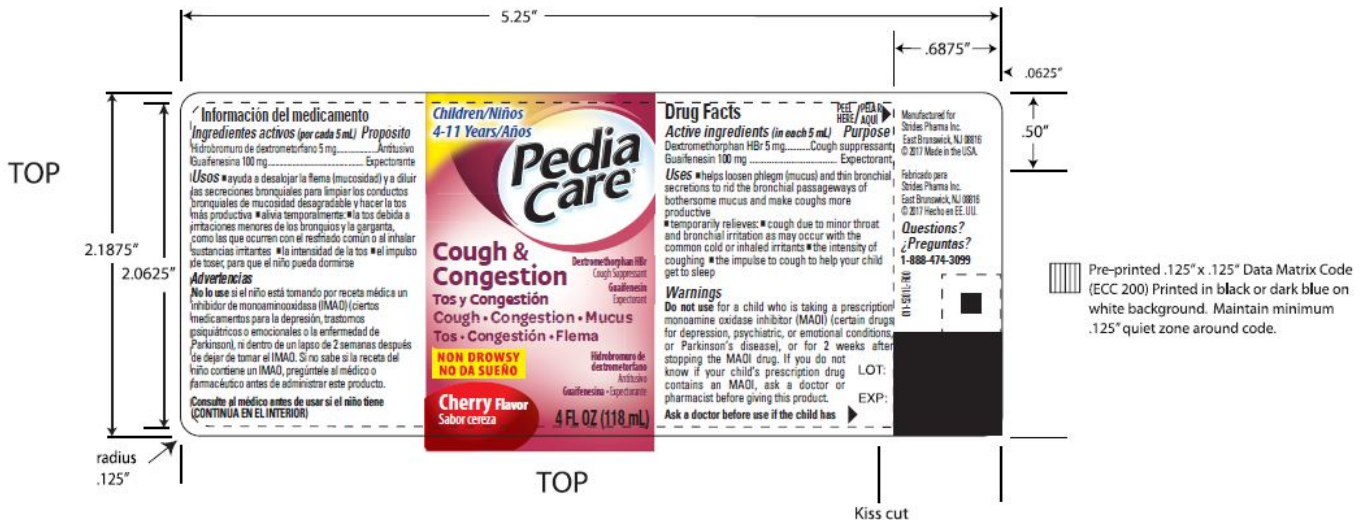 5.25"
.6875"
.0625"
.50"
TOP
2.1875"
2.0625"
radius
.125"
Información del medicamento
Ingredientes activos (por cada 5 mL) Proposito
Hidrobromuro de dextrometorfano 5 mg................Antitusivo
Guaifenesina 100 mg.................................... Expectorante
Usos ■ayuda a desalojar la flema (mucosidad) y a diluir
las secreciones bronquiales para limpiar los conductos
bronquiales de mucosidad desagradable y hacer la tos
más productiva ■alivia temporalmente: ■la tos debida a
irritaciones menores de los bronquios y la garganta,
como las que ocurren con el resfriado común o al inhalar
sustancias irritantes ■la intensidad de la tos ■el impulso
de toser, para que el niño pueda dormirse
Advertencias
No lo use si el niño está tomando por receta médica un
inhibidor de monoaminooxidasa (IMAO) (ciertos
medicamentos para la depresión, trastornos
psiquiátricos o emocionales o la enfermedad de
Parkinson), ni dentro de un lapso de 2 semanas después
de dejar de tomar el IMAO. Si no sabe si la receta del
niño contiene un IMAO, pregúntele al médico o
farmacéutico antes de administrar este producto.
Consulte al médico antes de usar si el niño tiene
(CONTINUA EN EL INTERIOR)
Children/Niños
4-11 Years/Años
Pedia
Care®
Cough &
Congestion
Dextromethorphan HBr
Cough Suppressant
Guaifenesin
Expectorant
Tos y Congestión
Cough • Congestion • Mucus
Tos • Congestión • Flema
NON DROWSY
NO DA SUEÑO
Hidrobromuro de
dextrometorfano
Antitusivo
Guaifenesina • Expectorante
Cherry Flavor
Sabor cereza
4 FL OZ (118 mL)
TOP
Drug Facts
PEEL HERE / PELAR AQUÍ
Active ingredients (in each 5 mL) Purpose
Dextromethorphan HBr 5 mg..........Cough suppressant
Guaifenesin 100 mg .................................. Expectorant
Uses ■helps loosen phlegm (mucus) and thin bronchial
secretions to rid the bronchial passageways of
bothersome mucus and make coughs more
productive
■ temporarily relieves: ■ cough due to minor throat
and bronchial irritation as may occur with the
common cold or inhaled irritants ■ the intensity of
coughing ■ the impulse to cough to help your child
get to sleep
Warnings
Do not use for a child who is taking a prescription
monoamine oxidase inhibitor (MAOI) (certain drugs
for depression, psychiatric, or emotional conditions,
or Parkinson's disease), or for 2 weeks after
stopping the MAOI drug. If you do not
know if your child's prescription drug
contains an MAOI, ask a doctor or
pharmacist before giving this product.
Ask a doctor before use if the child has
Manufactured for
Strides Pharma Inc.
East Brunswick, NJ 08816
© 2017 Made in the USA.
Fabricado para
Strides Pharma Inc.
East Brunswick, NJ 08816
© 2017 Hecho en EE. UU.
Questions?
¿Preguntas?
1-888-474-3099
LOT:
EXP:
Kiss cut
Pre-printed .125" x .125" Data Matrix Code
(ECC 200) Printed in black or dark blue on
white background. Maintain minimum
.125" quiet zone around code.